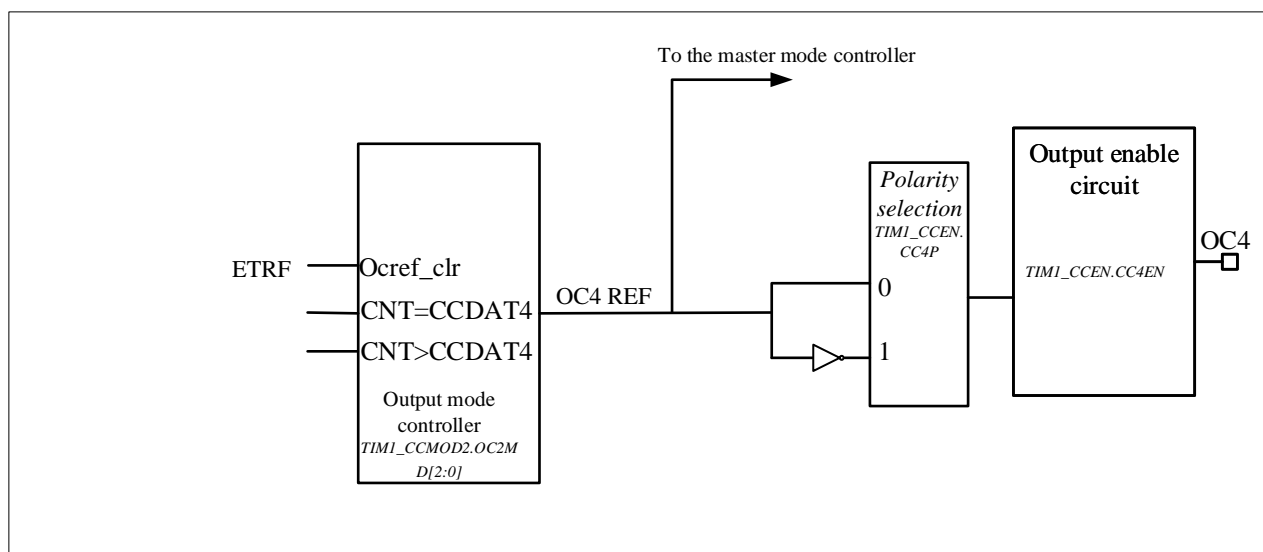 To the master mode controller
Output enable
circuit
Polarity
selection
TIM1_CCEN.
CC4P
OC4
ETRF
Ocref_clr
TIM1_CCEN.CC4EN
0
OC4 REF
CNT=CCDAT4
CNT>CCDAT4
1
Output mode
controller
TIM1_CCMOD2.OC2M
D[2:0]